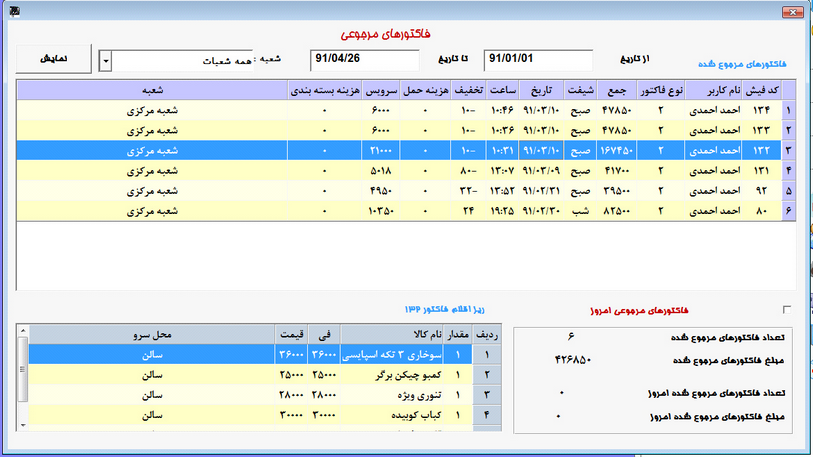 فاکتورهای مرجوعی
از تاریخ 91/01/01 تا تاریخ 91/04/26 شعبه : همه شعبات نمایش
فاکتورهای مرجوع شده
کد فیش نام کاربر نوع فاکتور جمع شیفت تاریخ ساعت تخفیف هزینه حمل سرویس هزینه بسته بندی شعبه
۱ ۱۳۴ احمد احمدی ۲ ۴۷۸۵۰ صبح ۹۱/۰۳/۱۰ ۱۰:۴۶ -۱۰ ۰ ۶۰۰۰ ۰ شعبه مرکزی
۲ ۱۳۳ احمد احمدی ۲ ۴۷۸۵۰ صبح ۹۱/۰۳/۱۰ ۱۰:۳۶ -۱۰ ۰ ۶۰۰۰ ۰ شعبه مرکزی
۳ ۱۳۲ احمد احمدی ۲ ۱۶۷۴۵۰ صبح ۹۱/۰۳/۱۰ ۱۰:۳۱ -۱۰ ۰ ۲۱۰۰۰ ۰ شعبه مرکزی
۴ ۱۳۱ احمد احمدی ۲ ۴۱۷۰۰ صبح ۹۱/۰۳/۰۹ ۱۳:۰۷ -۸۰ ۰ ۵۰۱۸ ۰ شعبه مرکزی
۵ ۹۲ احمد احمدی ۲ ۳۹۵۰۰ صبح ۹۱/۰۲/۳۱ ۱۳:۵۲ -۳۲ ۰ ۴۹۵۰ ۰ شعبه مرکزی
۶ ۸۰ احمد احمدی ۲ ۸۲۵۰۰ شب ۹۱/۰۲/۳۰ ۱۹:۲۵ ۲۴ ۰ ۱۰۳۵۰ ۰ شعبه مرکزی
فاکتورهای مرجوعی امروز
تعداد فاکتورهای مرجوع شده ۶
مبلغ فاکتورهای مرجوع شده ۴۲۶۸۵۰
تعداد فاکتورهای مرجوع شده امروز ۰
مبلغ فاکتورهای مرجوع شده امروز ۰
ریز اقلام فاکتور ۱۳۲
ردیف مقدار نام کالا فی قیمت محل سرو
۱ ۱ سوخاری ۳ تکه اسپایسی ۳۶۰۰۰ ۳۶۰۰۰ سالن
۲ ۱ کمبو چیکن برگر ۲۵۰۰۰ ۲۵۰۰۰ سالن
۳ ۱ تنوری ویژه ۲۸۰۰۰ ۲۸۰۰۰ سالن
۴ ۱ کباب کوبیده ۳۰۰۰۰ ۳۰۰۰۰ سالن